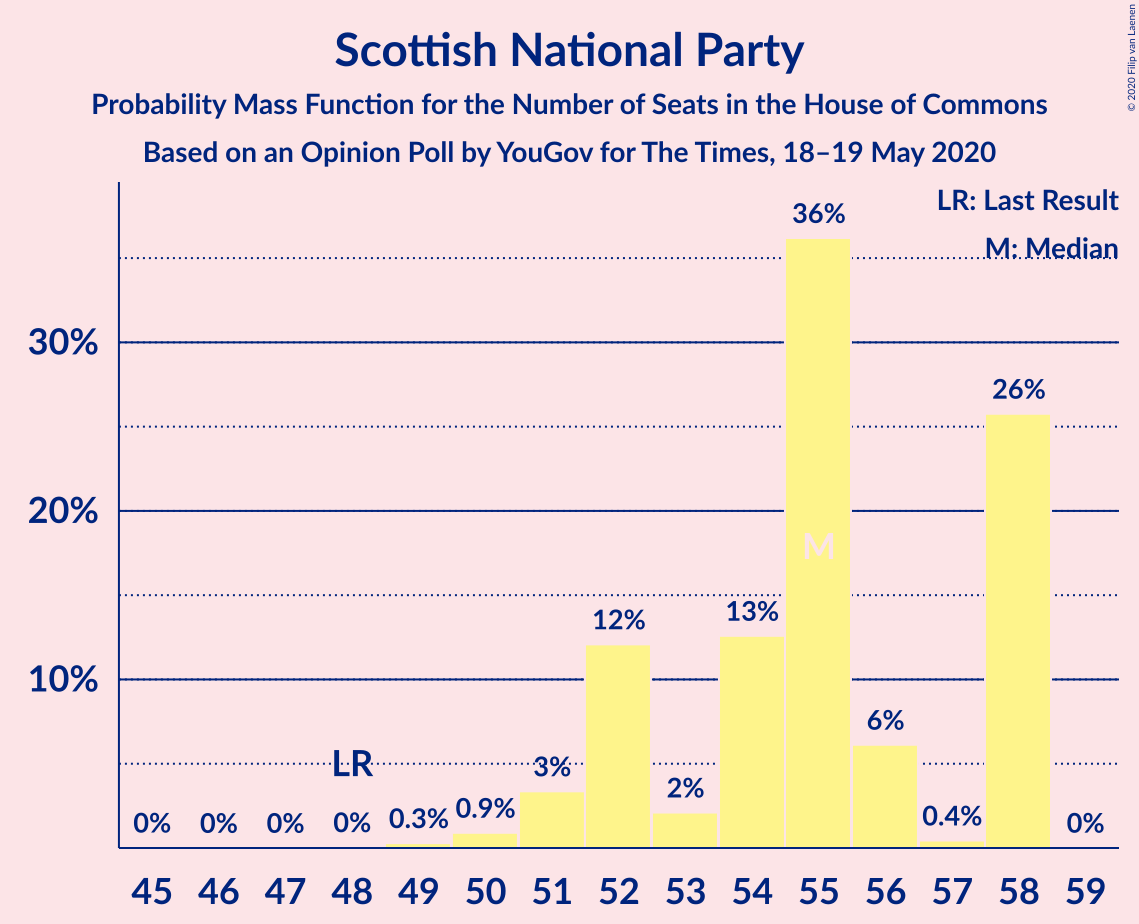 Scottish National Party
Probability Mass Function for the Number of Seats in the House of Commons
Based on an Opinion Poll by YouGov for The Times, 18–19 May 2020
© 2020 Filip van Laenen
LR: Last Result
M: Median
30%
20%
10%
0%
0%
0%
0%
LR
0.3%
0.9%
3%
12%
2%
13%
36%
M
6%
0.4%
26%
0%
45 46 47 48 49 50 51 52 53 54 55 56 57 58 59